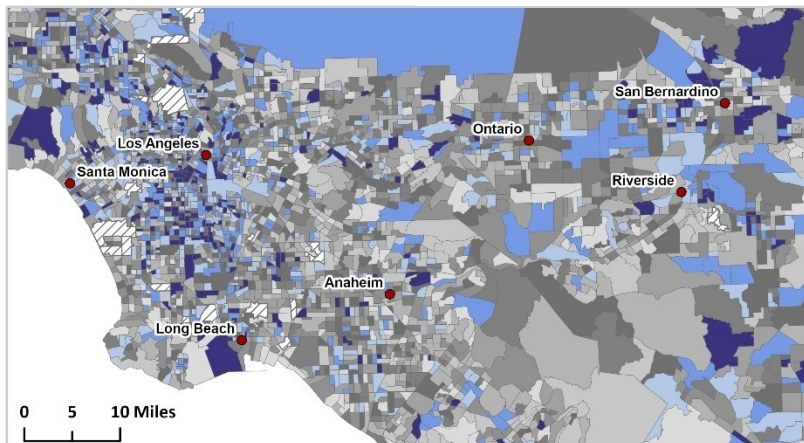 San Bernardino
Ontario
Los Angeles
Santa Monica
Riverside
Anaheim
Long Beach
0 5 10 Miles